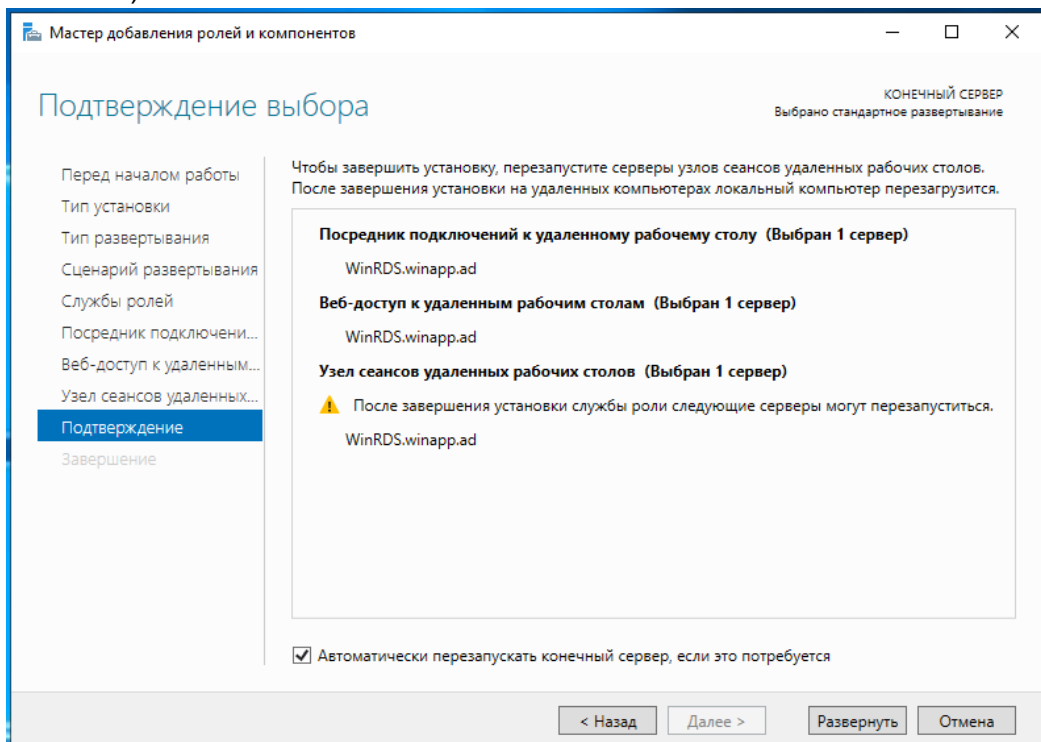 Мастер добавления ролей и компонентов
Подтверждение выбора
КОНЕЧНЫЙ СЕРВЕР
Выбрано стандартное развертывание
Перед началом работы
Тип установки
Тип развертывания
Сценарий развертывания
Службы ролей
Посредник подключени...
Веб-доступ к удаленным...
Узел сеансов удаленных...
Подтверждение
Завершение
Чтобы завершить установку, перезапустите серверы узлов сеансов удаленных рабочих столов.
После завершения установки на удаленных компьютерах локальный компьютер перезагрузится.
Посредник подключений к удаленному рабочему столу (Выбран 1 сервер)
WinRDS.winapp.ad
Веб-доступ к удаленным рабочим столам (Выбран 1 сервер)
WinRDS.winapp.ad
Узел сеансов удаленных рабочих столов (Выбран 1 сервер)
После завершения установки службы роли следующие серверы могут перезапуститься.
WinRDS.winapp.ad
Автоматически перезапускать конечный сервер, если это потребуется
< Назад
Далее >
Развернуть
Отмена